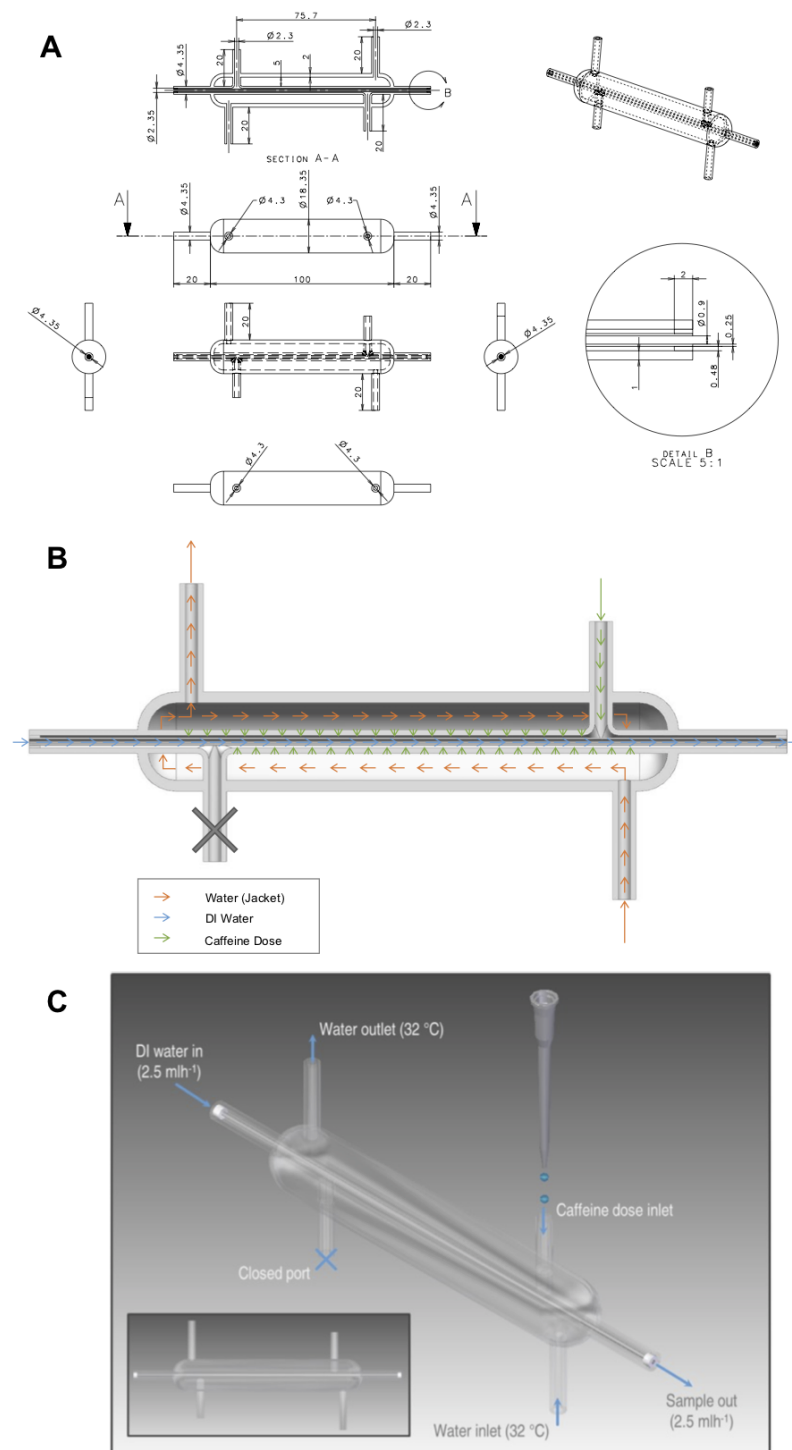 A
75.7
Ø2.3
Ø2.3
20
2
5
20
Ø4.35
Ø2.35
B
20
20
SECTION A-A
A
Ø4.35
Ø4.3
Ø18.35
Ø4.3
Ø4.35
A
20
100
20
Ø4.35
20
20
Ø4.35
2
Ø0.9
0.25
1
0.48
DETAIL B
SCALE 5:1
Ø4.3
Ø4.3
B
Water (Jacket)
DI Water
Caffeine Dose
C
Water outlet (32 °C)
DI water in
(2.5 mlh⁻¹)
Caffeine dose inlet
Closed port
Sample out
(2.5 mlh⁻¹)
Water inlet (32 °C)